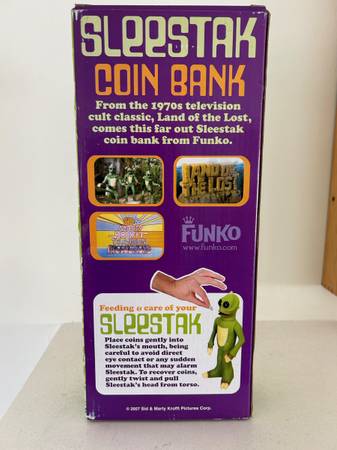 SLEESTAK
COIN BANK
From the 1970s television
cult classic, Land of the Lost,
comes this far out Sleestak
coin bank from Funko.
LAND OF
THE LOST
FUNKO
www.funko.com
Feeding & care of your
SLEESTAK
Place coins gently into
Sleestak's mouth, being
careful to avoid direct
eye contact or any sudden
movement that may alarm
Sleestak. To recover coins,
gently twist and pull
Sleestak's head from torso.
© 2007 Sid & Marty Krofft Pictures Corp.